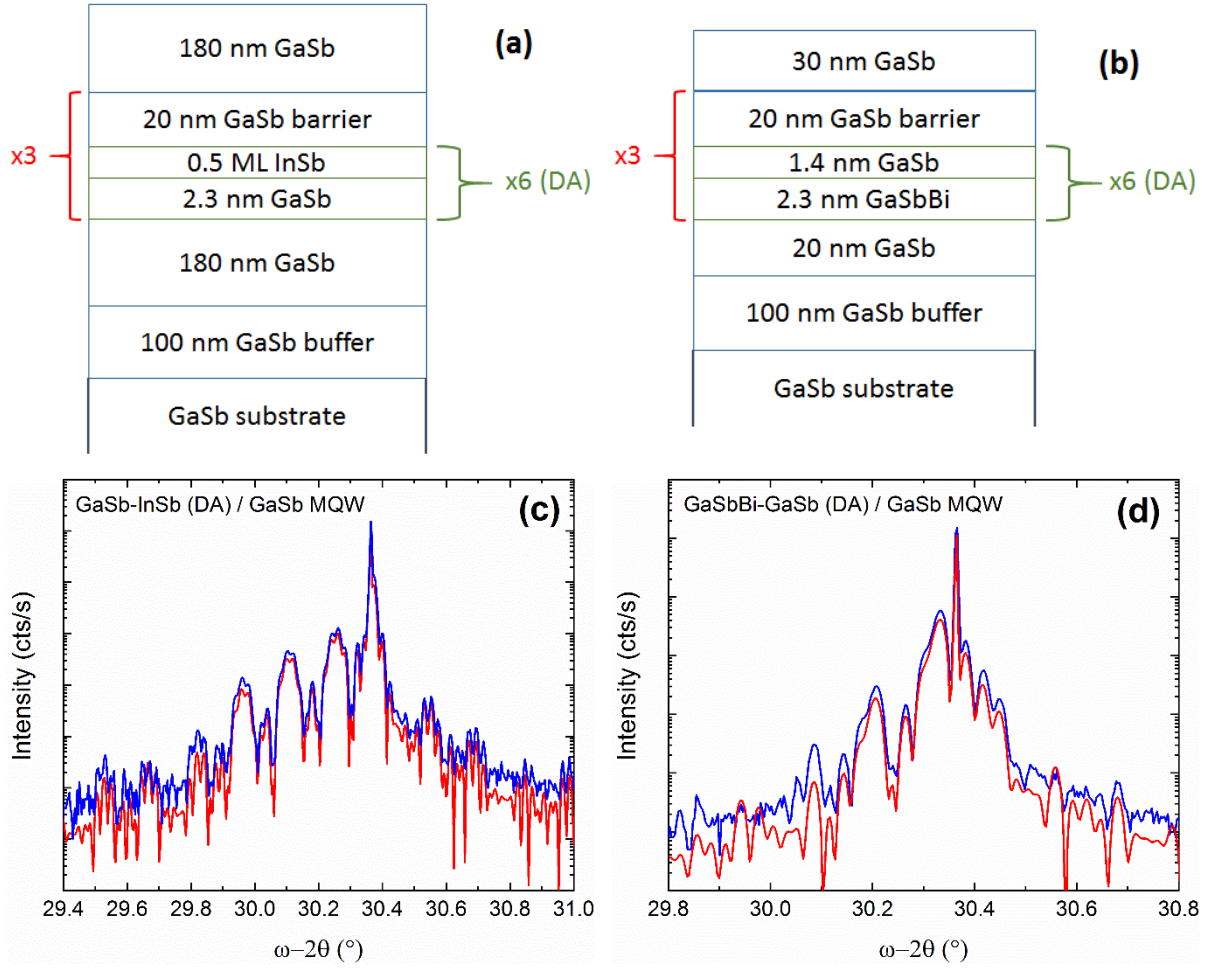 (a)
180 nm GaSb
20 nm GaSb barrier
x3
0.5 ML InSb
x6 (DA)
2.3 nm GaSb
180 nm GaSb
100 nm GaSb buffer
GaSb substrate
(b)
30 nm GaSb
20 nm GaSb barrier
x3
1.4 nm GaSb
x6 (DA)
2.3 nm GaSbBi
20 nm GaSb
100 nm GaSb buffer
GaSb substrate
GaSb-InSb (DA) / GaSb MQW
(c)
Intensity (cts/s)
29.4 29.6 29.8 30.0 30.2 30.4 30.6 30.8 31.0
ω–2θ (°)
GaSbBi-GaSb (DA) / GaSb MQW
(d)
Intensity (cts/s)
29.8 30.0 30.2 30.4 30.6 30.8
ω–2θ (°)